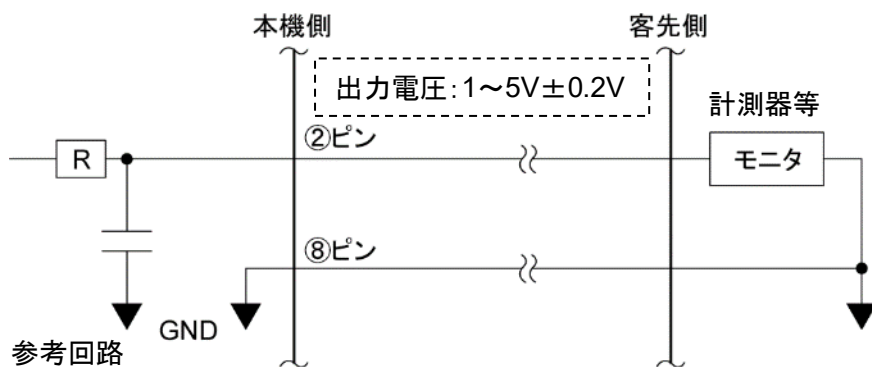 本機側
客先側
出力電圧:1～5V±0.2V
計測器等
②ピン
R
モニタ
⑧ピン
GND
参考回路